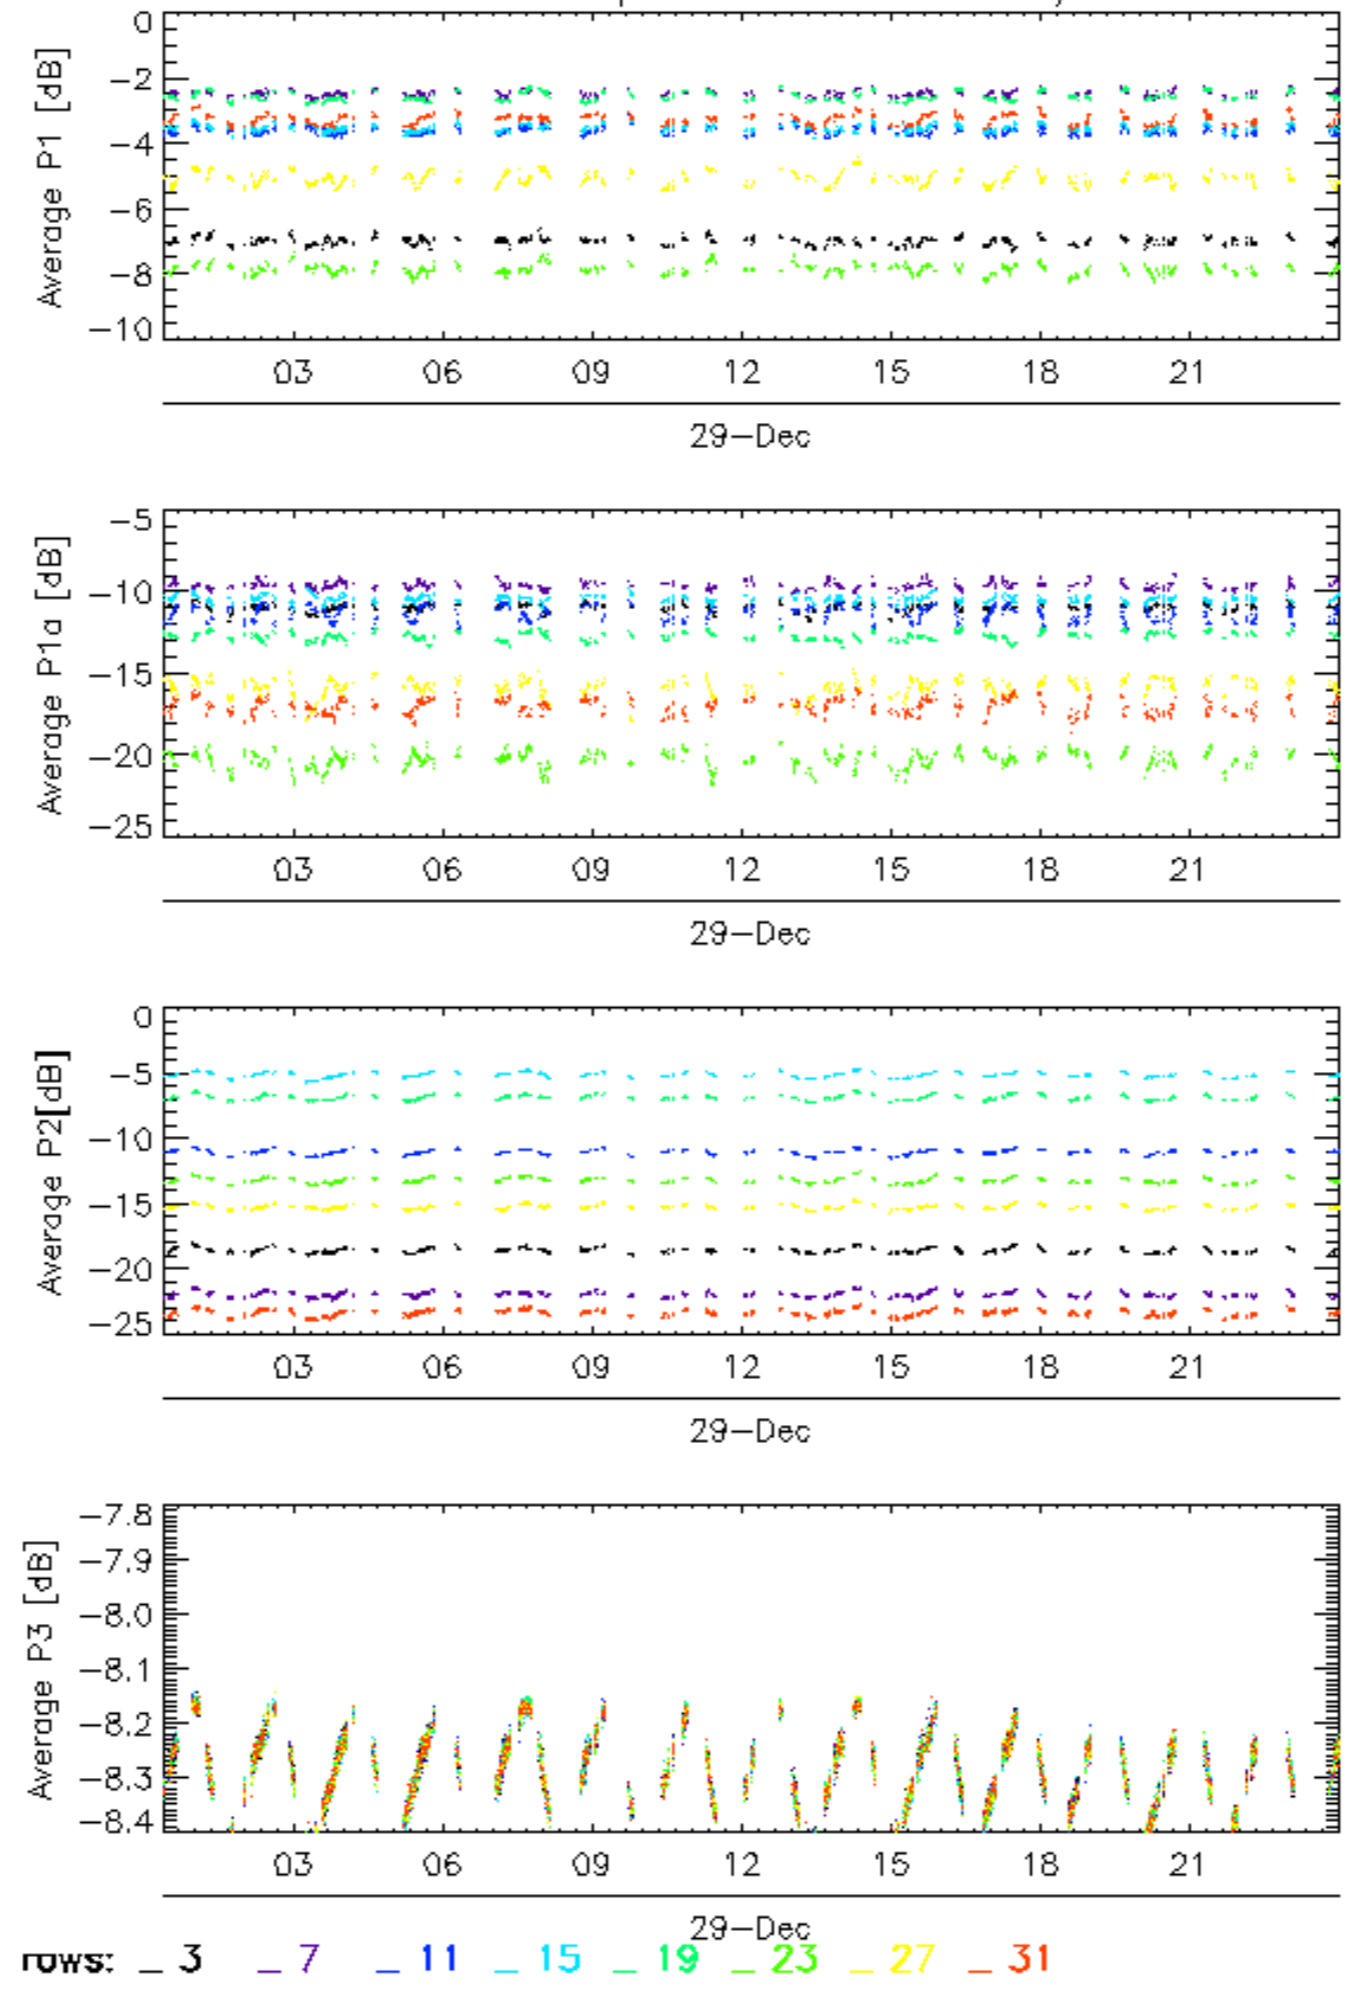 0
-2
-4
-6
-8
-10
Average P1 [dB]
03 06 09 12 15 18 21
29-Dec
-5
-10
-15
-20
-25
Average P1a [dB]
03 06 09 12 15 18 21
29-Dec
0
-5
-10
-15
-20
-25
Average P2[dB]
03 06 09 12 15 18 21
29-Dec
-7.8
-7.9
-8.0
-8.1
-8.2
-8.3
-8.4
Average P3 [dB]
03 06 09 12 15 18 21
29-Dec
rows: _ 3 _ 7 _ 11 _ 15 _ 19 _ 23 _ 27 _ 31